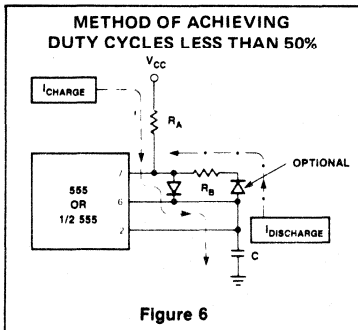 METHOD OF ACHIEVING
DUTY CYCLES LESS THAN 50%
VCC
ICHARGE
RA
OPTIONAL
7
RB
555
OR
1/2 555
6
2
IDISCHARGE
C
Figure 6